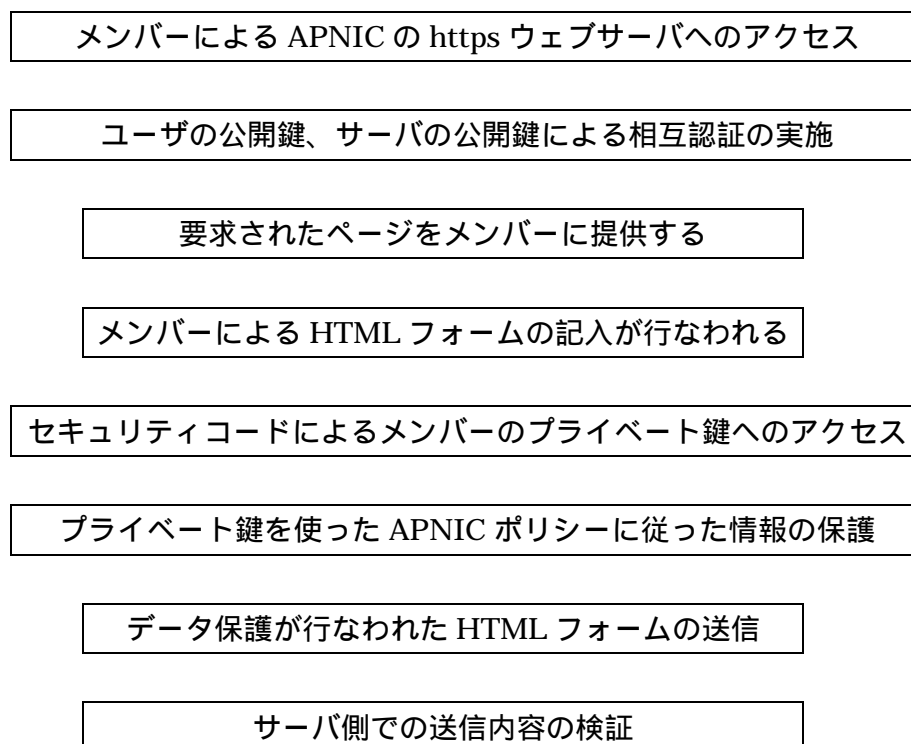 メンバーによる APNIC の https ウェブサーバへのアクセス
ユーザの公開鍵、サーバの公開鍵による相互認証の実施
要求されたページをメンバーに提供する
メンバーによる HTML フォームの記入が行なわれる
セキュリティコードによるメンバーのプライベート鍵へのアクセス
プライベート鍵を使った APNIC ポリシーに従った情報の保護
データ保護が行なわれた HTML フォームの送信
サーバ側での送信内容の検証